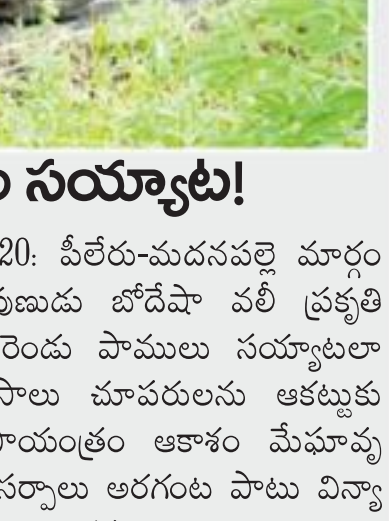 సయ్యాట!
20: పీలేరు-మదనపల్లె మార్గం
పుణుడు బోదేషా వలీ ప్రకృతి
రెండు పాములు సయ్యాటలా
సాలు చూపరులను ఆకట్టుకు
సాయంత్రం ఆకాశం మేఘావృ
సర్పాలు అరగంట పాటు విన్యా